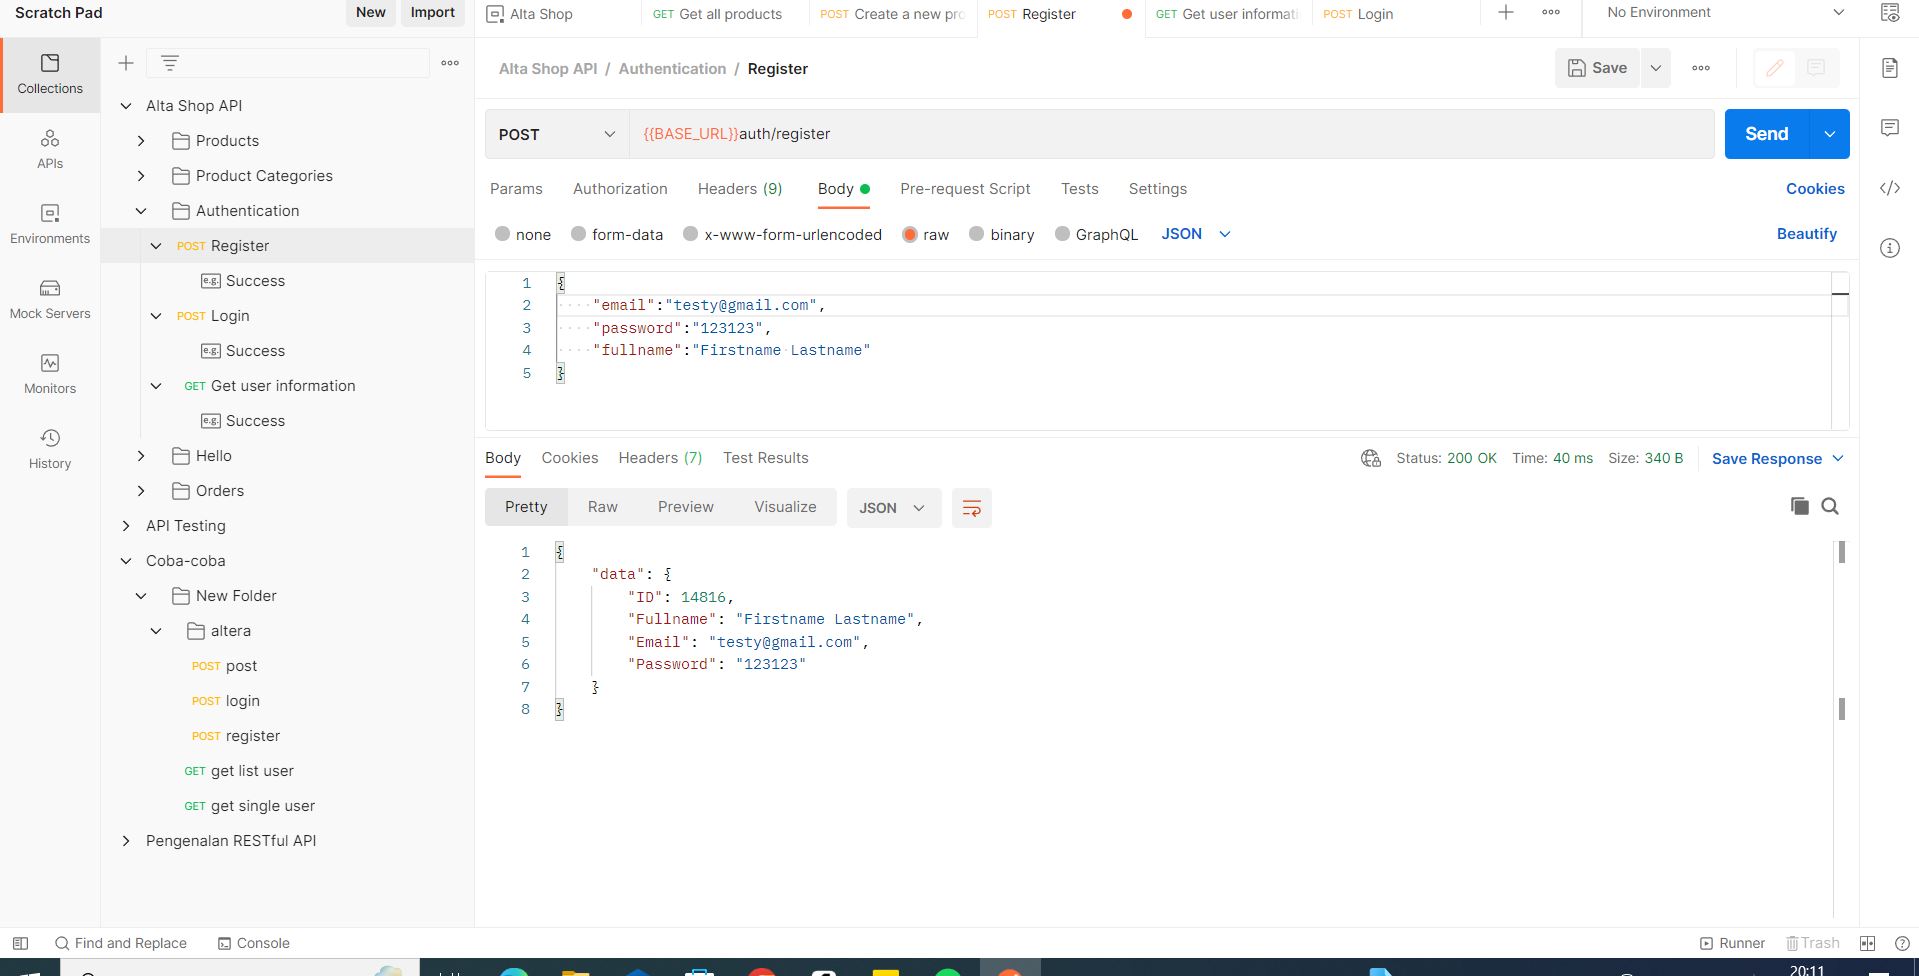 Scratch Pad
New
Import
Alta Shop
GET Get all products
POST Create a new pro
POST Register
GET Get user informati
POST Login
No Environment
Collections
APIs
Environments
Mock Servers
Monitors
History
Alta Shop API
Products
Product Categories
Authentication
POST Register
e.g. Success
POST Login
e.g. Success
GET Get user information
e.g. Success
Hello
Orders
API Testing
Coba-coba
New Folder
altera
POST post
POST login
POST register
GET get list user
GET get single user
Pengenalan RESTful API
Alta Shop API / Authentication / Register
Save
POST
{{BASE_URL}}auth/register
Send
Params Authorization Headers (9) Body Pre-request Script Tests Settings
Cookies
none form-data x-www-form-urlencoded raw binary GraphQL JSON
Beautify
1 {
2 "email":"testy@gmail.com",
3 "password":"123123",
4 "fullname":"Firstname Lastname"
5 }
Body Cookies Headers (7) Test Results
Status: 200 OK Time: 40 ms Size: 340 B
Save Response
Pretty Raw Preview Visualize JSON
1 {
2 "data": {
3 "ID": 14816,
4 "Fullname": "Firstname Lastname",
5 "Email": "testy@gmail.com",
6 "Password": "123123"
7 }
8 }
Find and Replace
Console
Runner
Trash
20:11